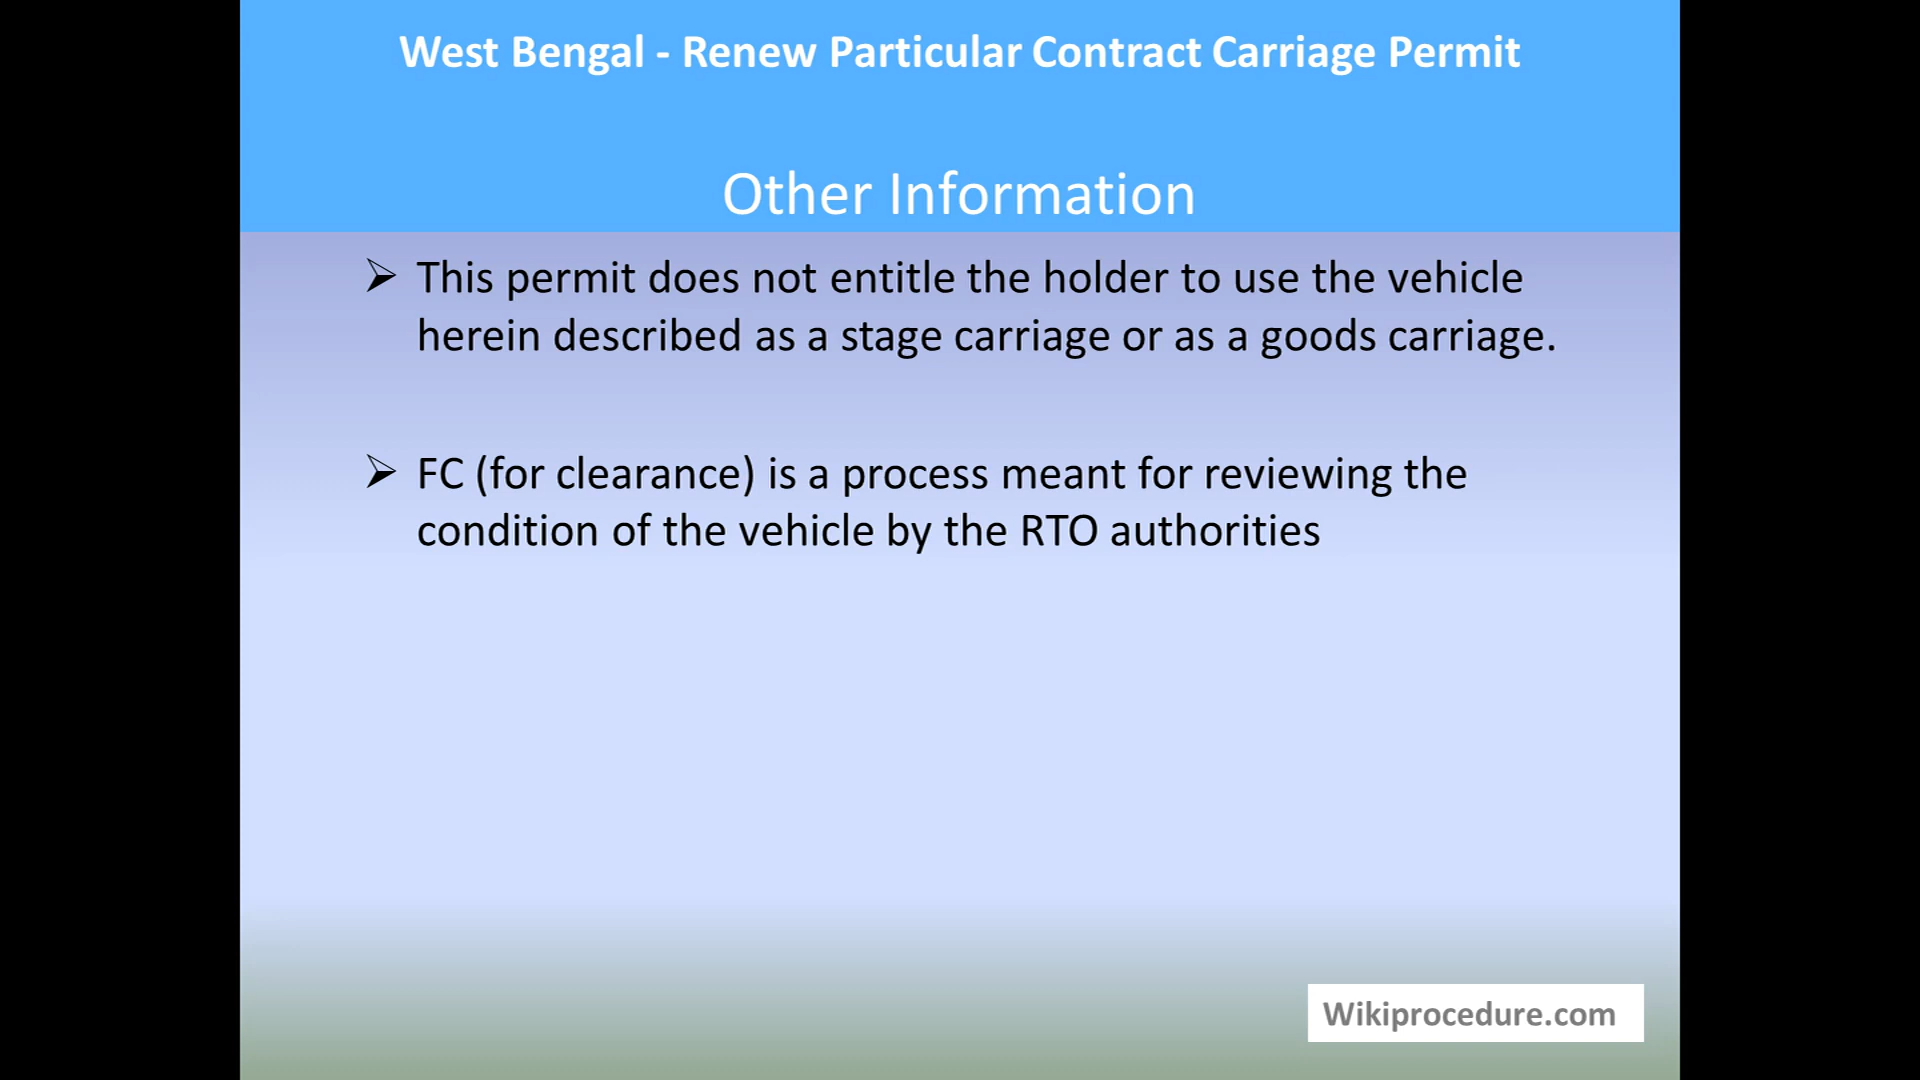 West Bengal - Renew Particular Contract Carriage Permit
Other Information
➢ This permit does not entitle the holder to use the vehicle
herein described as a stage carriage or as a goods carriage.
➢ FC (for clearance) is a process meant for reviewing the
condition of the vehicle by the RTO authorities
Wikiprocedure.com